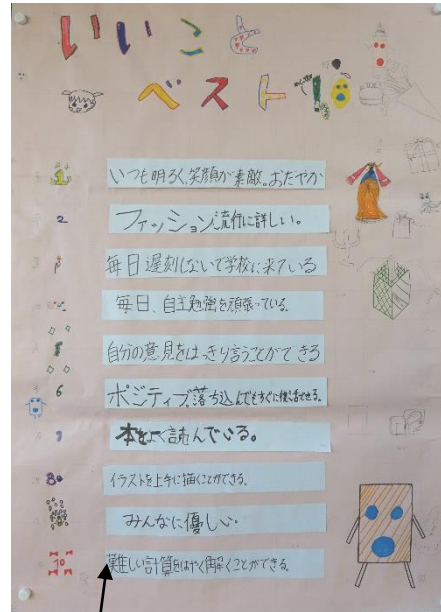 いいこと
ベスト10
1 いつも明るく、笑顔が素敵。おだやか
2 ファッション流行に詳しい。
3 毎日遅刻しないで学校に来ている
毎日、自主勉強を頑張っている。
5 自分の意見をはっきり言うことができる
6 ポジティブ、落ち込んでもすぐに
7 本をよく読んでいる。
8 イラストを上手に描くことができる。
みんなに優しい
10 難しい計算をはやく解くことができる。